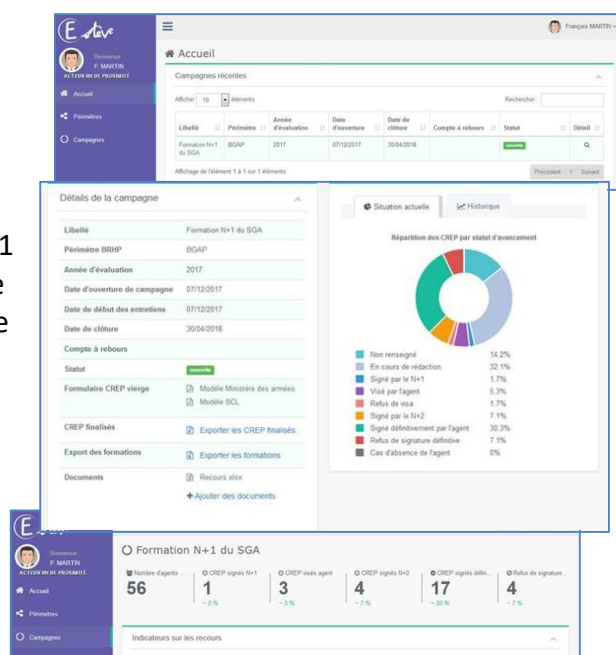 Estève
François MARTIN
Bienvenue
F. MARTIN
ACTEUR RH DE PROXIMITÉ
Accueil
Périmètres
Campagnes
Accueil
Campagnes récentes
Afficher 10 éléments
Rechercher :
Libellé Périmètre Année d'évaluation Date d'ouverture Date de clôture Compte à rebours Statut Détail
Formation N+1 du SGA BGAP 2017 07/12/2017 30/04/2018 ouverte
Affichage de l'élément 1 à 1 sur 1 éléments
Précédent 1 Suivant
1
e
e
Détails de la campagne
Libellé Formation N+1 du SGA
Périmètre BRHP BGAP
Année d'évaluation 2017
Date d'ouverture de campagne 07/12/2017
Date de début des entretiens 07/12/2017
Date de clôture 30/04/2018
Compte à rebours
Statut ouverte
Formulaire CREP vierge Modèle Ministère des armées
Modèle SCL
CREP finalisés Exporter les CREP finalisés
Export des formations Exporter les formations
Documents Recours.xlsx
+ Ajouter des documents
Situation actuelle Historique
Répartition des CREP par statut d'avancement
Non renseigné 14.2%
En cours de rédaction 32.1%
Signé par le N+1 1.7%
Visé par l'agent 5.3%
Refus de visa 1.7%
Signé par le N+2 7.1%
Signé définitivement par l'agent 30.3%
Refus de signature définitive 7.1%
Cas d'absence de l'agent 0%
Bienvenue
F. MARTIN
ACTEUR RH DE PROXIMITÉ
Accueil
Périmètres
Campagnes
Formation N+1 du SGA
Nombre d'agents ... CREP signés N+1 CREP visés agent CREP signés N+2 CREP signés défin... Refus de signature...
56 1 3 4 17 4
~ 2 % ~ 5 % ~ 7 % ~ 30 % ~ 7 %
Indicateurs sur les recours